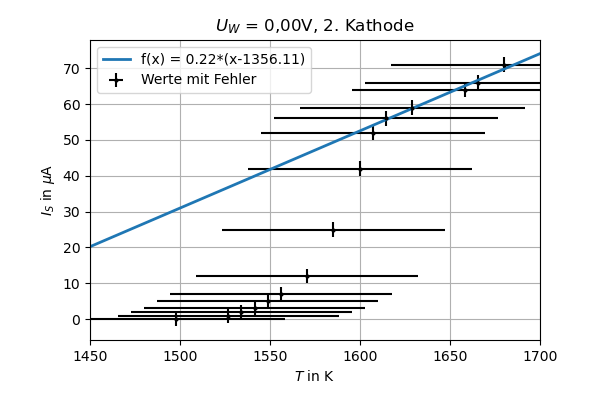 U_W = 0,00V, 2. Kathode
f(x) = 0.22*(x-1356.11)
Werte mit Fehler
I_S in μA
70
60
50
40
30
20
10
0
1450 1500 1550 1600 1650 1700
T in K